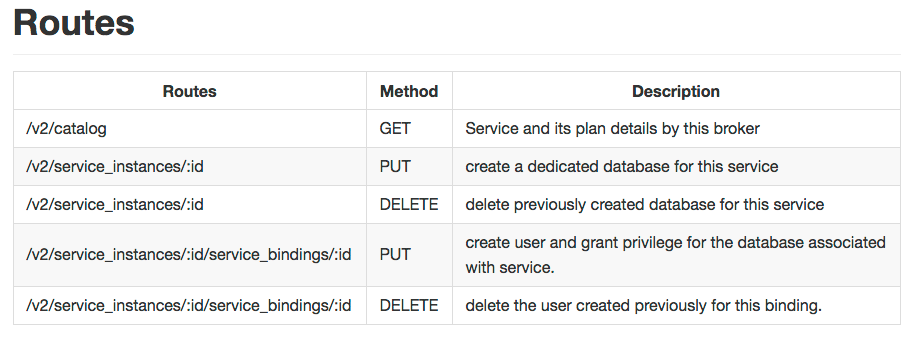 Routes
Routes Method Description
/v2/catalog GET Service and its plan details by this broker
/v2/service_instances/:id PUT create a dedicated database for this service
/v2/service_instances/:id DELETE delete previously created database for this service
/v2/service_instances/:id/service_bindings/:id PUT create user and grant privilege for the database associated
with service.
/v2/service_instances/:id/service_bindings/:id DELETE delete the user created previously for this binding.